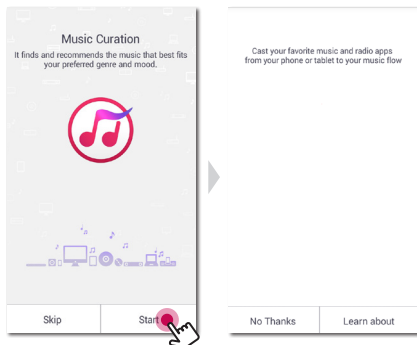 Music Curation
It finds and recommends the music that best fits
your preferred genre and mood.
Skip
Start
Cast your favorite music and radio apps
from your phone or tablet to your music flow
No Thanks
Learn about